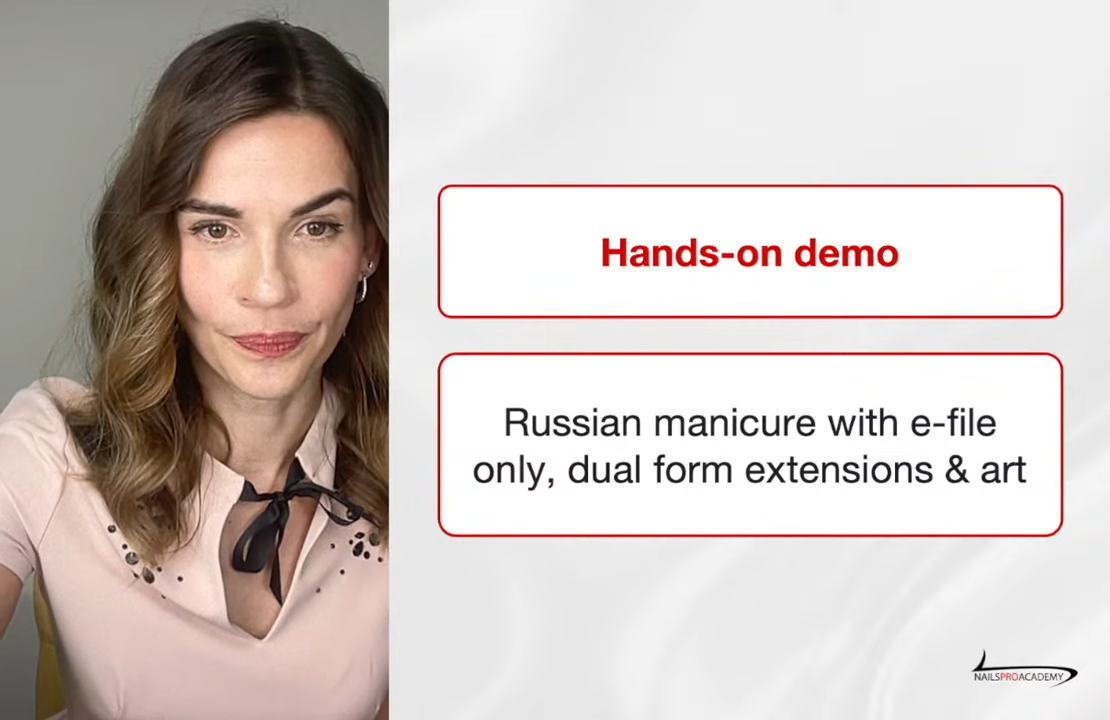 Hands-on demo
Russian manicure with e-file
only, dual form extensions & art
NAILSPROACADEMY